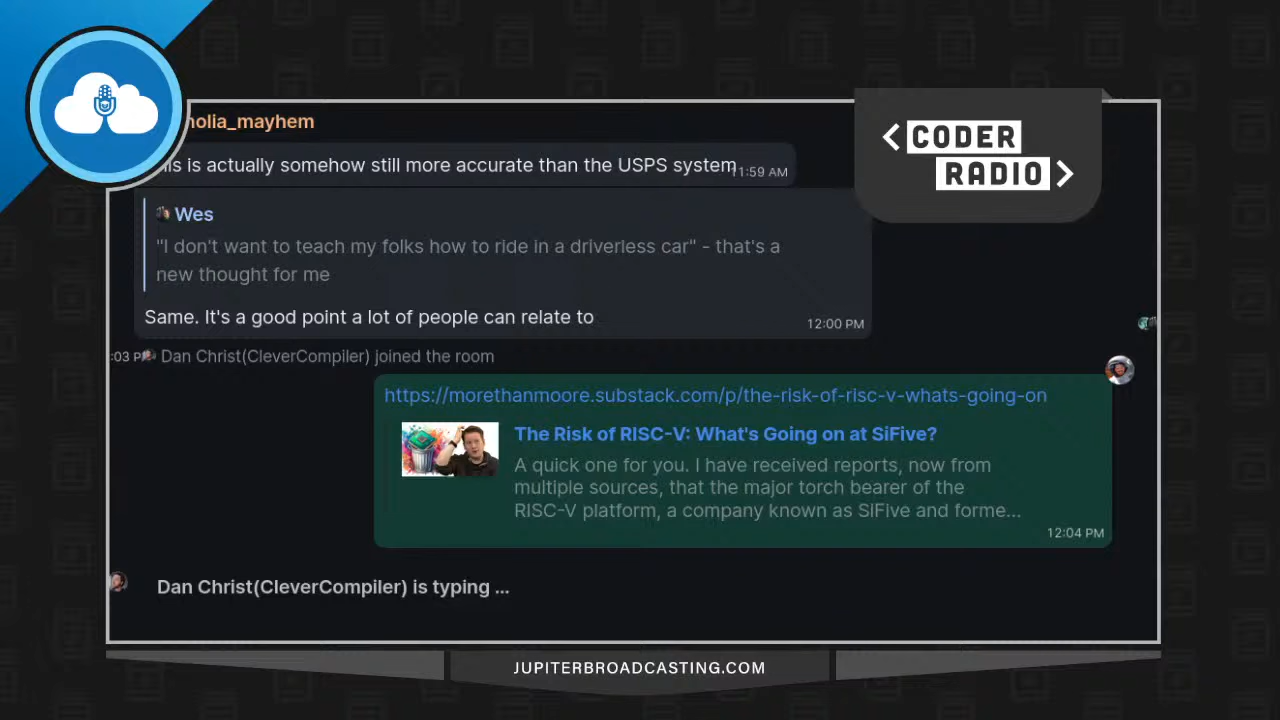 nolia_mayhem
is is actually somehow still more accurate than the USPS system
11:59 AM
< CODER
RADIO >
Wes
"I don't want to teach my folks how to ride in a driverless car" - that's a
new thought for me
Same. It's a good point a lot of people can relate to
12:00 PM
:03 P Dan Christ(CleverCompiler) joined the room
https://morethanmoore.substack.com/p/the-risk-of-risc-v-whats-going-on
The Risk of RISC-V: What's Going on at SiFive?
A quick one for you. I have received reports, now from
multiple sources, that the major torch bearer of the
RISC-V platform, a company known as SiFive and forme...
12:04 PM
Dan Christ(CleverCompiler) is typing ...
JUPITERBROADCASTING.COM